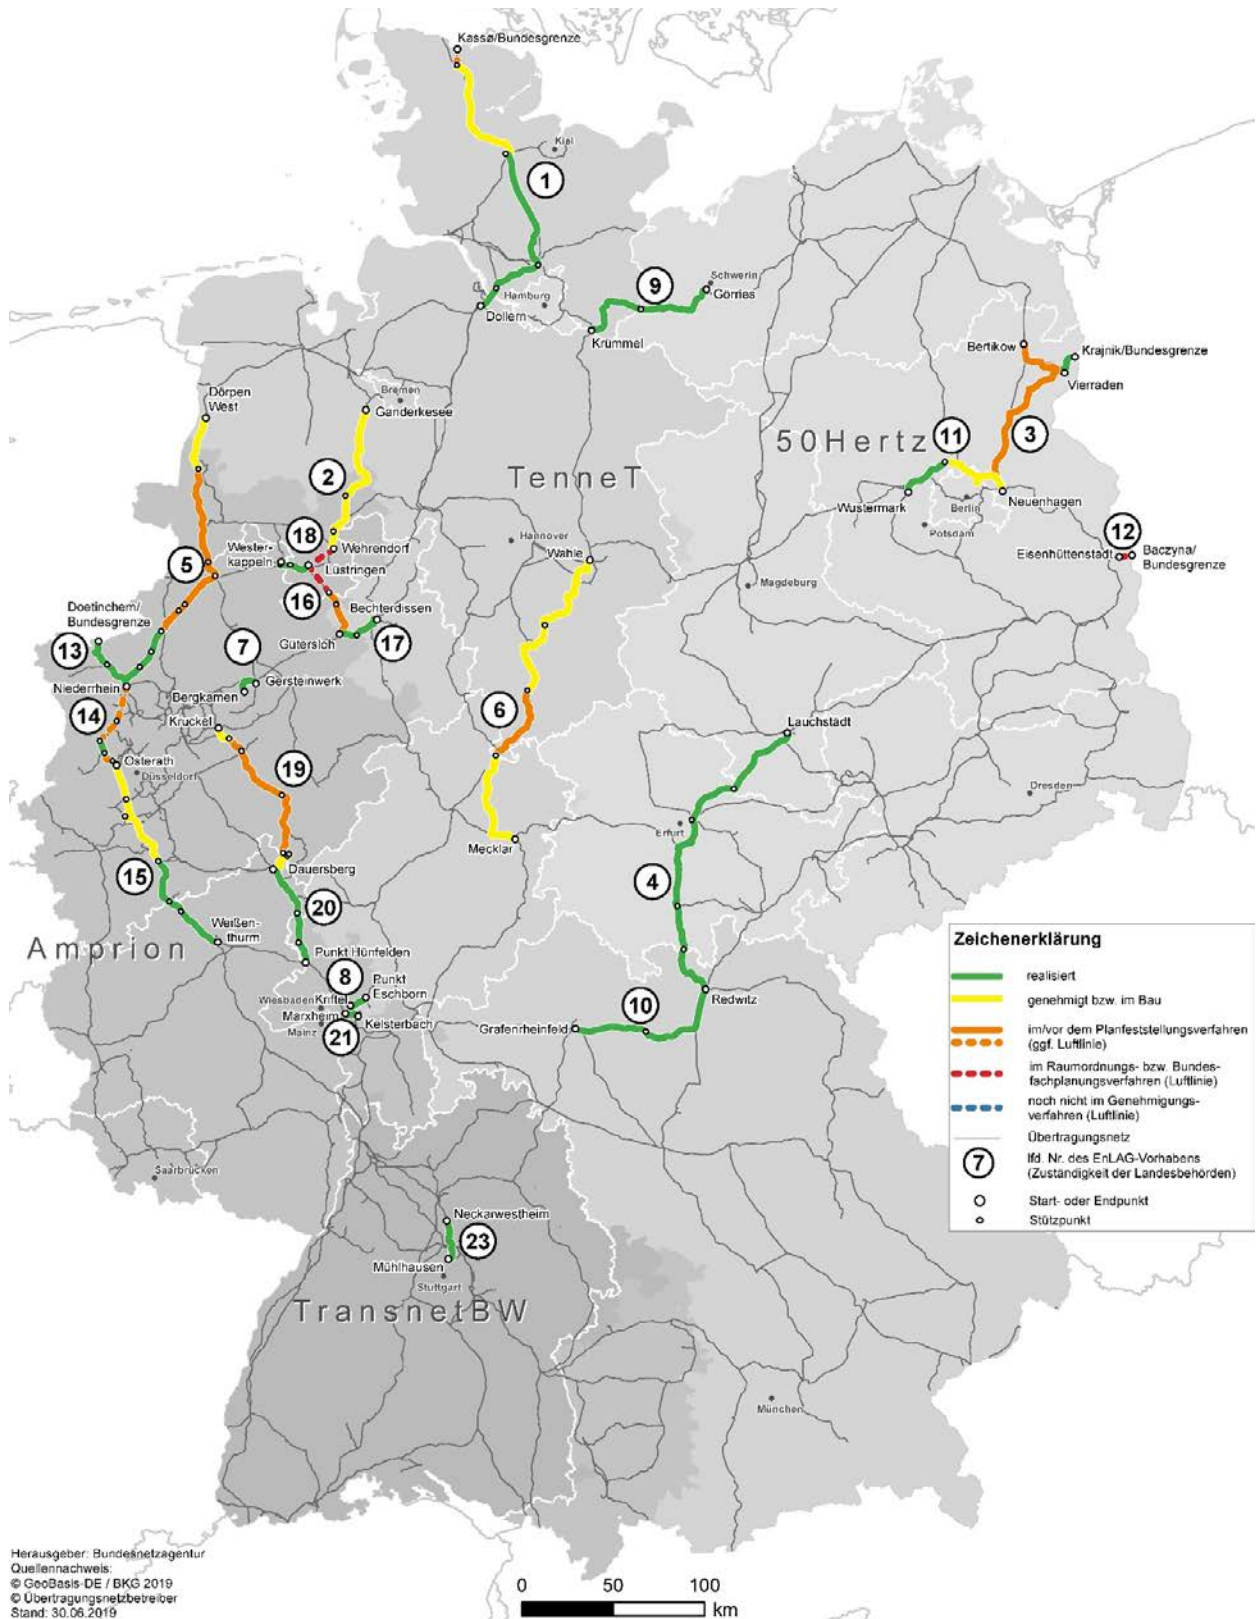 Kassø/Bundesgrenze
Kiel
1
Schwerin
9
Görries
Hamburg
Dollern
Krümmel
Bertikow
Krajnik/Bundesgrenze
Vierraden
Dörpen
West
Bremen
Ganderkesee
50Hertz
11
3
TenneT
2
Wustermark
Neuenhagen
Berlin
Potsdam
18
Hannover
12
Wester-
kappeln
Wehrendorf
Wahle
Eisenhüttenstadt
Baczyna/
Bundesgrenze
5
Lüstringen
Magdeburg
16
Bechterdissen
Doetinchem/
Bundesgrenze
13
7
Gütersloh
17
Gersteinwerk
Niederrhein
Bergkamen
14
Kruckel
6
Lauchstädt
Osterath
Düsseldorf
19
Dresden
Erfurt
Mecklar
15
Dauersberg
4
20
Weißen-
thurm
Amprion
Punkt Hünfelden
8
Punkt
Eschborn
Wiesbaden
Kriftel
Marxheim
Kelsterbach
Mainz
21
Redwitz
Grafenrheinfeld
10
Zeichenerklärung
realisiert
genehmigt bzw. im Bau
im/vor dem Planfeststellungsverfahren
(ggf. Luftlinie)
im Raumordnungs- bzw. Bundes-
fachplanungsverfahren (Luftlinie)
noch nicht im Genehmigungs-
verfahren (Luftlinie)
Übertragungsnetz
7
lfd. Nr. des EnLAG-Vorhabens
(Zuständigkeit der Landesbehörden)
Start- oder Endpunkt
Stützpunkt
Saarbrücken
Neckarwestheim
23
Mühlhausen
Stuttgart
TransnetBW
München
Herausgeber: Bundesnetzagentur
Quellennachweis:
© GeoBasis-DE / BKG 2019
© Übertragungsnetzbetreiber
Stand: 30.06.2019
0 50 100
km